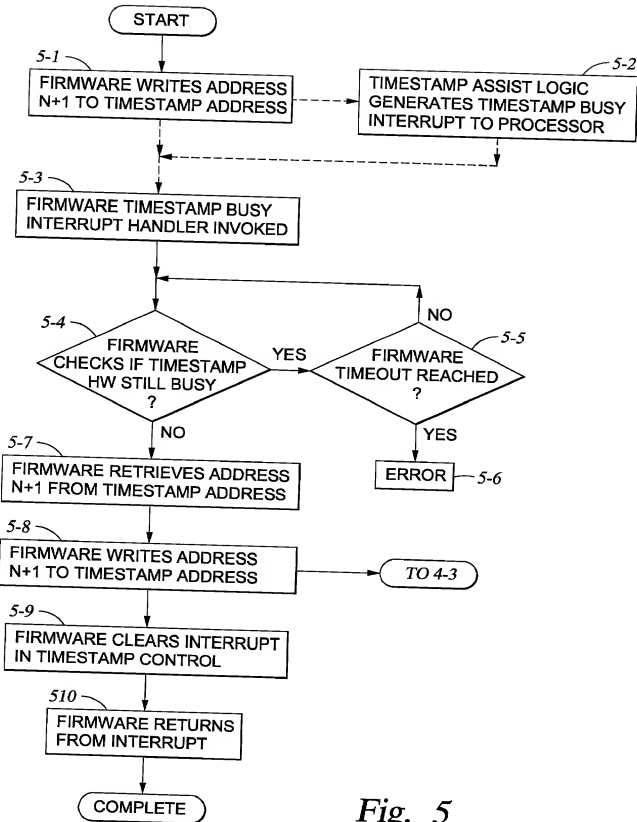 START
5-1
FIRMWARE WRITES ADDRESS
N+1 TO TIMESTAMP ADDRESS
5-2
TIMESTAMP ASSIST LOGIC
GENERATES TIMESTAMP BUSY
INTERRUPT TO PROCESSOR
5-3
FIRMWARE TIMESTAMP BUSY
INTERRUPT HANDLER INVOKED
5-4
FIRMWARE
CHECKS IF TIMESTAMP
HW STILL BUSY
?
YES
NO
5-5
FIRMWARE
TIMEOUT REACHED
?
NO
YES
ERROR
5-6
5-7
FIRMWARE RETRIEVES ADDRESS
N+1 FROM TIMESTAMP ADDRESS
5-8
FIRMWARE WRITES ADDRESS
N+1 TO TIMESTAMP ADDRESS
TO 4-3
5-9
FIRMWARE CLEARS INTERRUPT
IN TIMESTAMP CONTROL
510
FIRMWARE RETURNS
FROM INTERRUPT
COMPLETE
Fig. 5